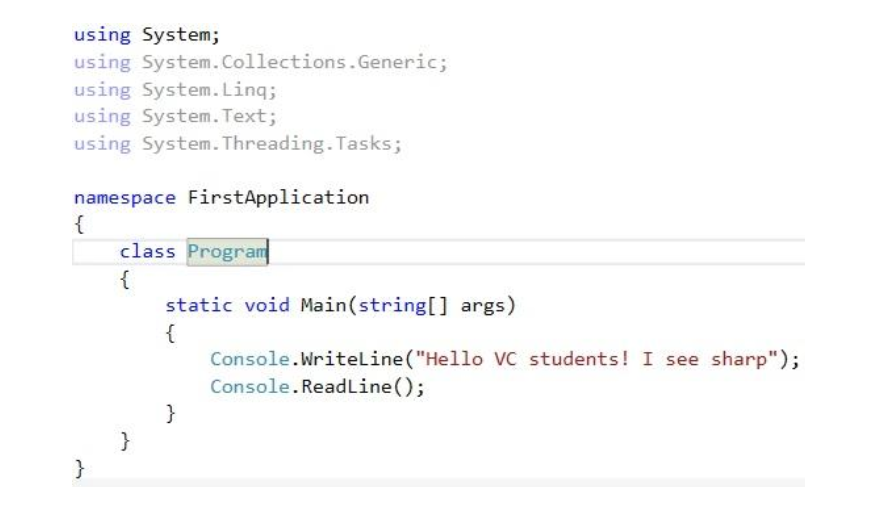 using System;
using System.Collections.Generic;
using System.Linq;
using System.Text;
using System.Threading.Tasks;
namespace FirstApplication
{
class Program
{
static void Main(string[] args)
{
Console.WriteLine("Hello VC students! I see sharp");
Console.ReadLine();
}
}
}